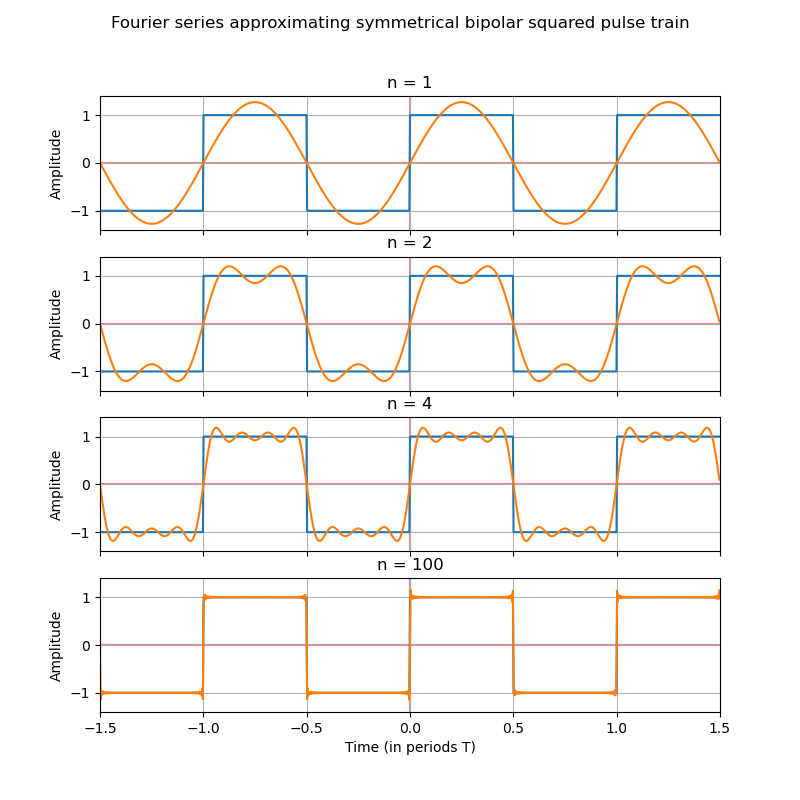 Fourier series approximating symmetrical bipolar squared pulse train
n = 1
Amplitude
1
0
−1
n = 2
Amplitude
1
0
−1
n = 4
Amplitude
1
0
−1
n = 100
Amplitude
1
0
−1
−1.5 −1.0 −0.5 0.0 0.5 1.0 1.5
Time (in periods T)